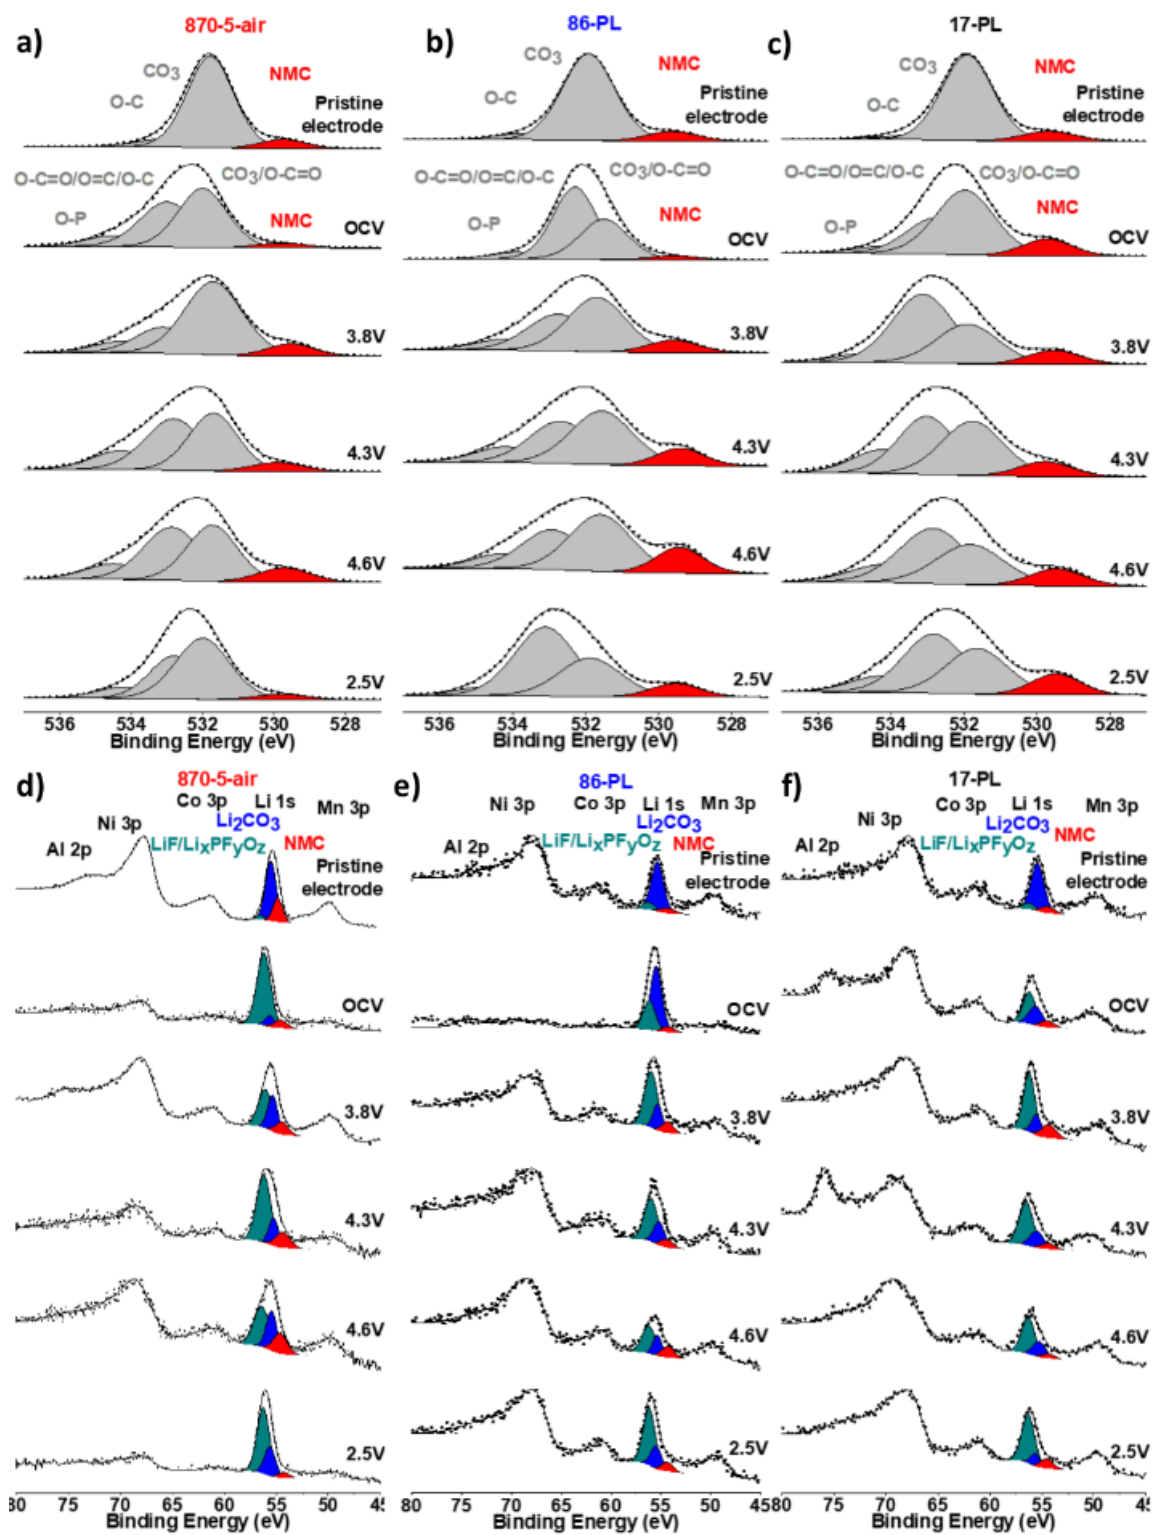 a)
870-5-air
CO3
NMC
O-C
Pristine
electrode
O-C=O/O=C/O-C
CO3/O-C=O
O-P
NMC
OCV
3.8V
4.3V
4.6V
2.5V
536 534 532 530 528
Binding Energy (eV)
b)
86-PL
CO3
NMC
O-C
Pristine
electrode
O-C=O/O=C/O-C
CO3/O-C=O
O-P
NMC
OCV
3.8V
4.3V
4.6V
2.5V
536 534 532 530 528
Binding Energy (eV)
c)
17-PL
CO3
NMC
O-C
Pristine
electrode
O-C=O/O=C/O-C
CO3/O-C=O
O-P
NMC
OCV
3.8V
4.3V
4.6V
2.5V
536 534 532 530 528
Binding Energy (eV)
d)
870-5-air
Co 3p Li 1s Mn 3p
Ni 3p Li2CO3
Al 2p LiF/LixPFyOz NMC
Pristine
electrode
OCV
3.8V
4.3V
4.6V
2.5V
80 75 70 65 60 55 50 45
Binding Energy (eV)
e)
86-PL
Ni 3p Co 3p Li 1s Mn 3p
Li2CO3
Al 2p LiF/LixPFyOz NMC
Pristine
electrode
OCV
3.8V
4.3V
4.6V
2.5V
80 75 70 65 60 55 50 45
Binding Energy (eV)
f)
17-PL
Co 3p Li 1s Mn 3p
Ni 3p Li2CO3 NMC
Al 2p LiF/LixPFyOz
Pristine
electrode
OCV
3.8V
4.3V
4.6V
2.5V
80 75 70 65 60 55 50 45
Binding Energy (eV)